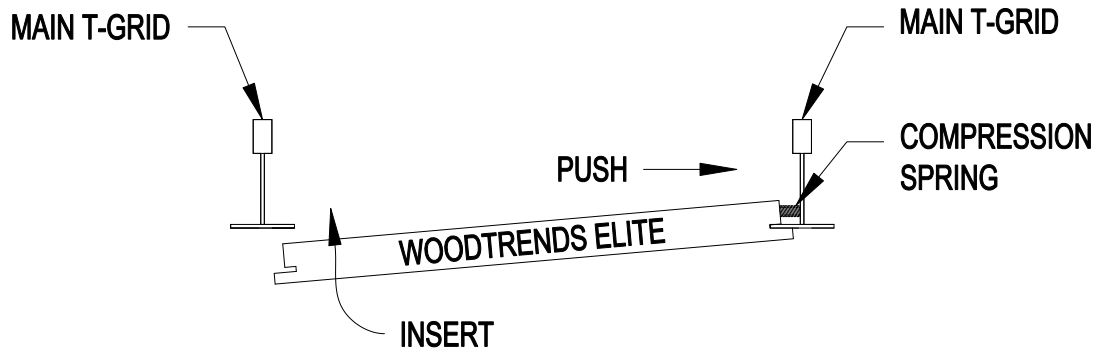 MAIN T-GRID
MAIN T-GRID
COMPRESSION
SPRING
PUSH
WOODTRENDS ELITE
INSERT